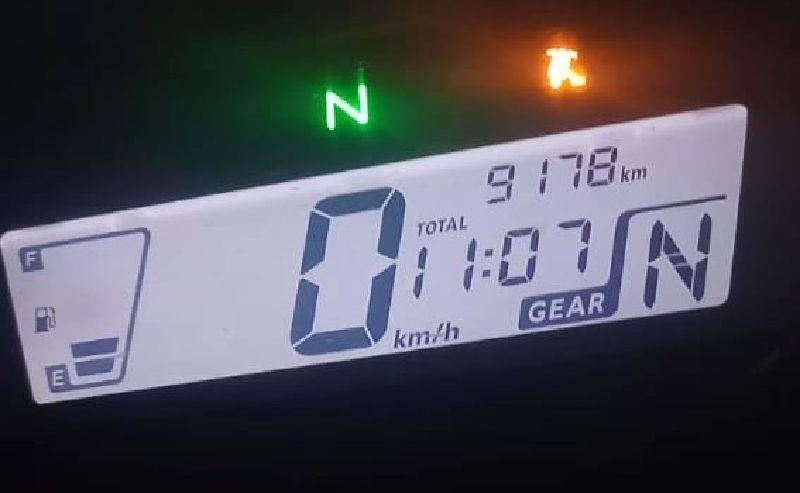 N
9178 km
TOTAL
F
0 km/h
11:07
GEAR N
E